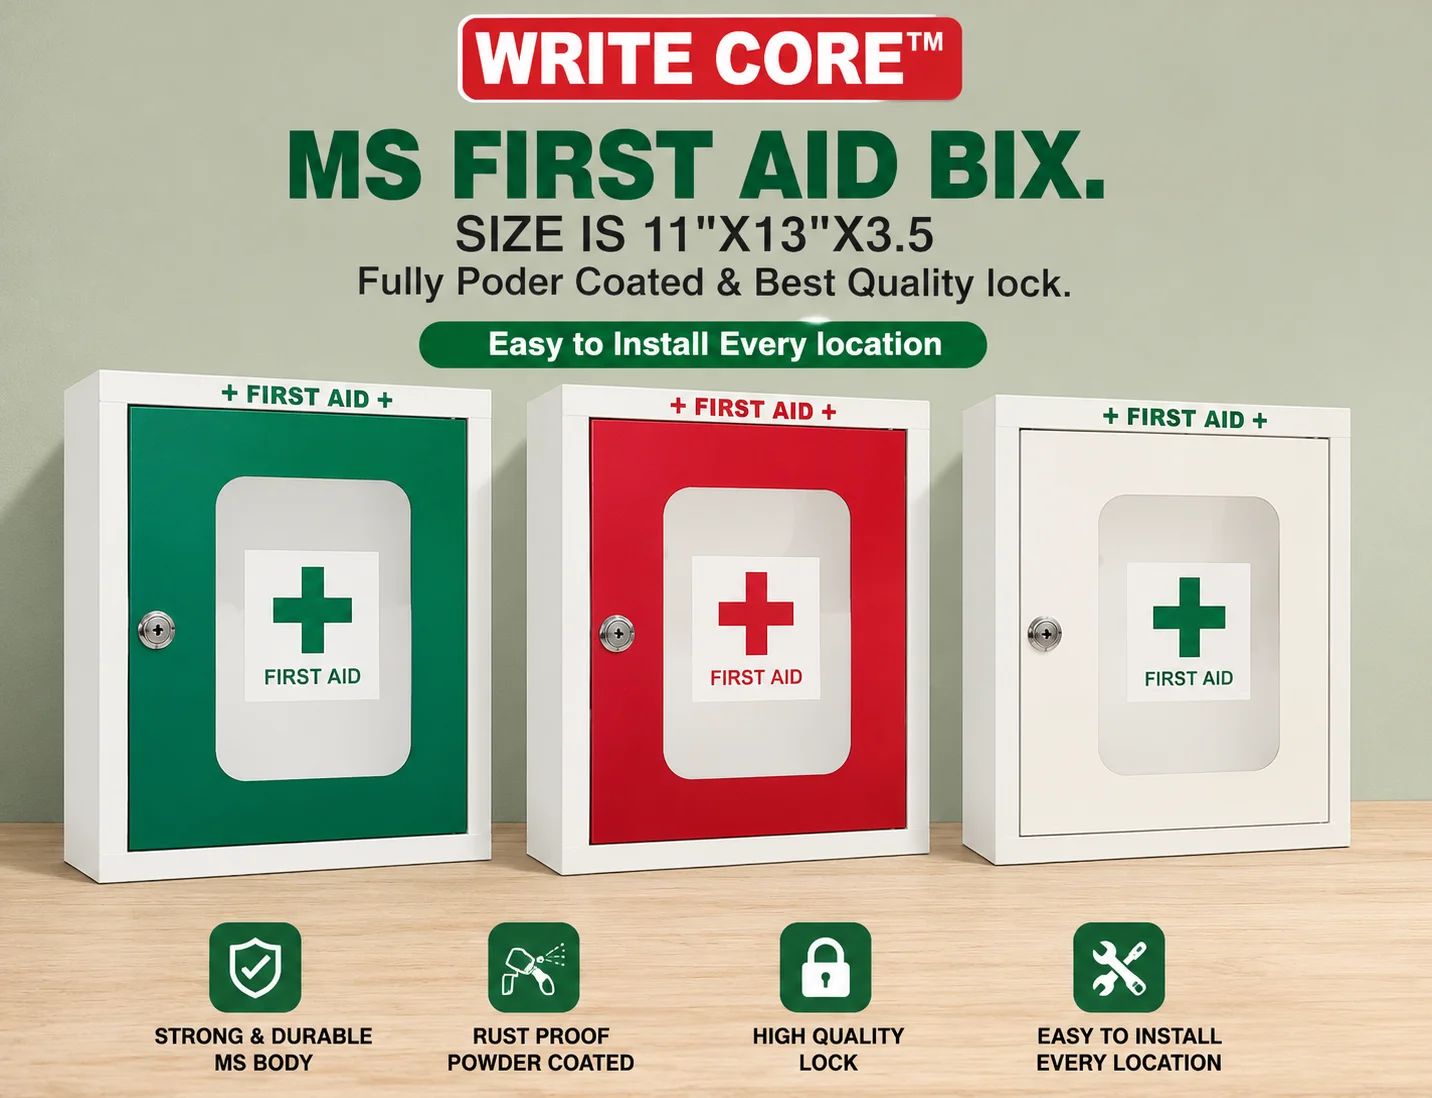 WRITE CORE™
MS FIRST AID BIX.
SIZE IS 11"X13"X3.5
Fully Poder Coated & Best Quality lock.
Easy to Install Every location
+ FIRST AID +
+ FIRST AID +
+ FIRST AID +
FIRST AID
FIRST AID
FIRST AID
STRONG & DURABLE
MS BODY
RUST PROOF
POWDER COATED
HIGH QUALITY
LOCK
EASY TO INSTALL
EVERY LOCATION